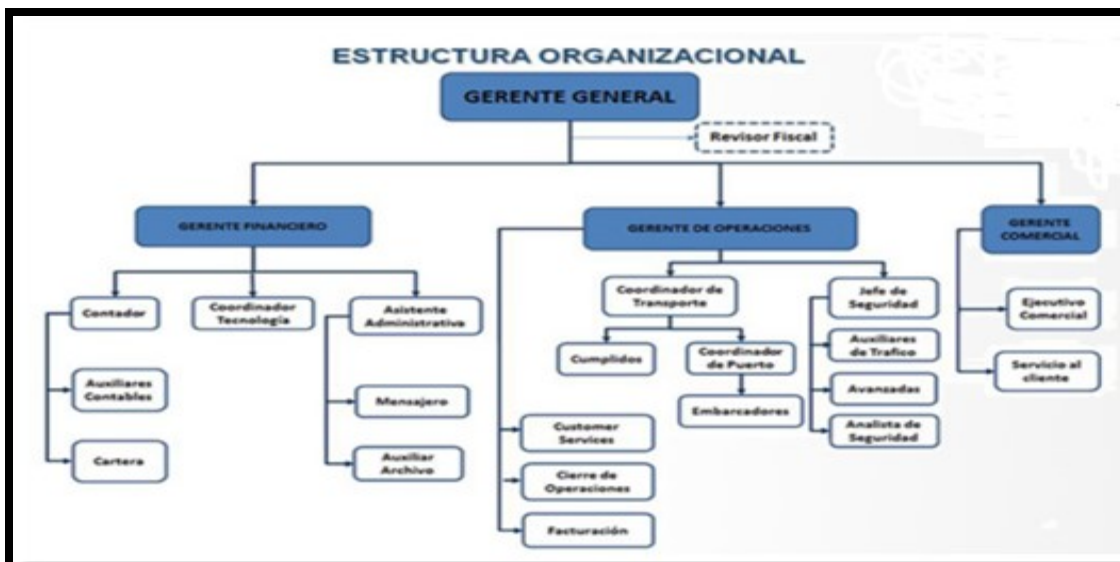 ESTRUCTURA ORGANIZACIONAL
GERENTE GENERAL
Revisor Fiscal
GERENTE FINANCIERO
GERENTE DE OPERACIONES
GERENTE
COMERCIAL
Contador
Coordinador
Tecnología
Asistente
Administrativa
Coordinador de
Transporte
Jefe de
Seguridad
Ejecutivo
Comercial
Auxiliares
Contables
Mensajero
Cumplidos
Coordinador
de Puerto
Auxiliares
de Trafico
Servicio al
cliente
Embarcadores
Avanzadas
Cartera
Auxiliar
Archivo
Customer
Services
Analista de
Seguridad
Cierre de
Operaciones
Facturación